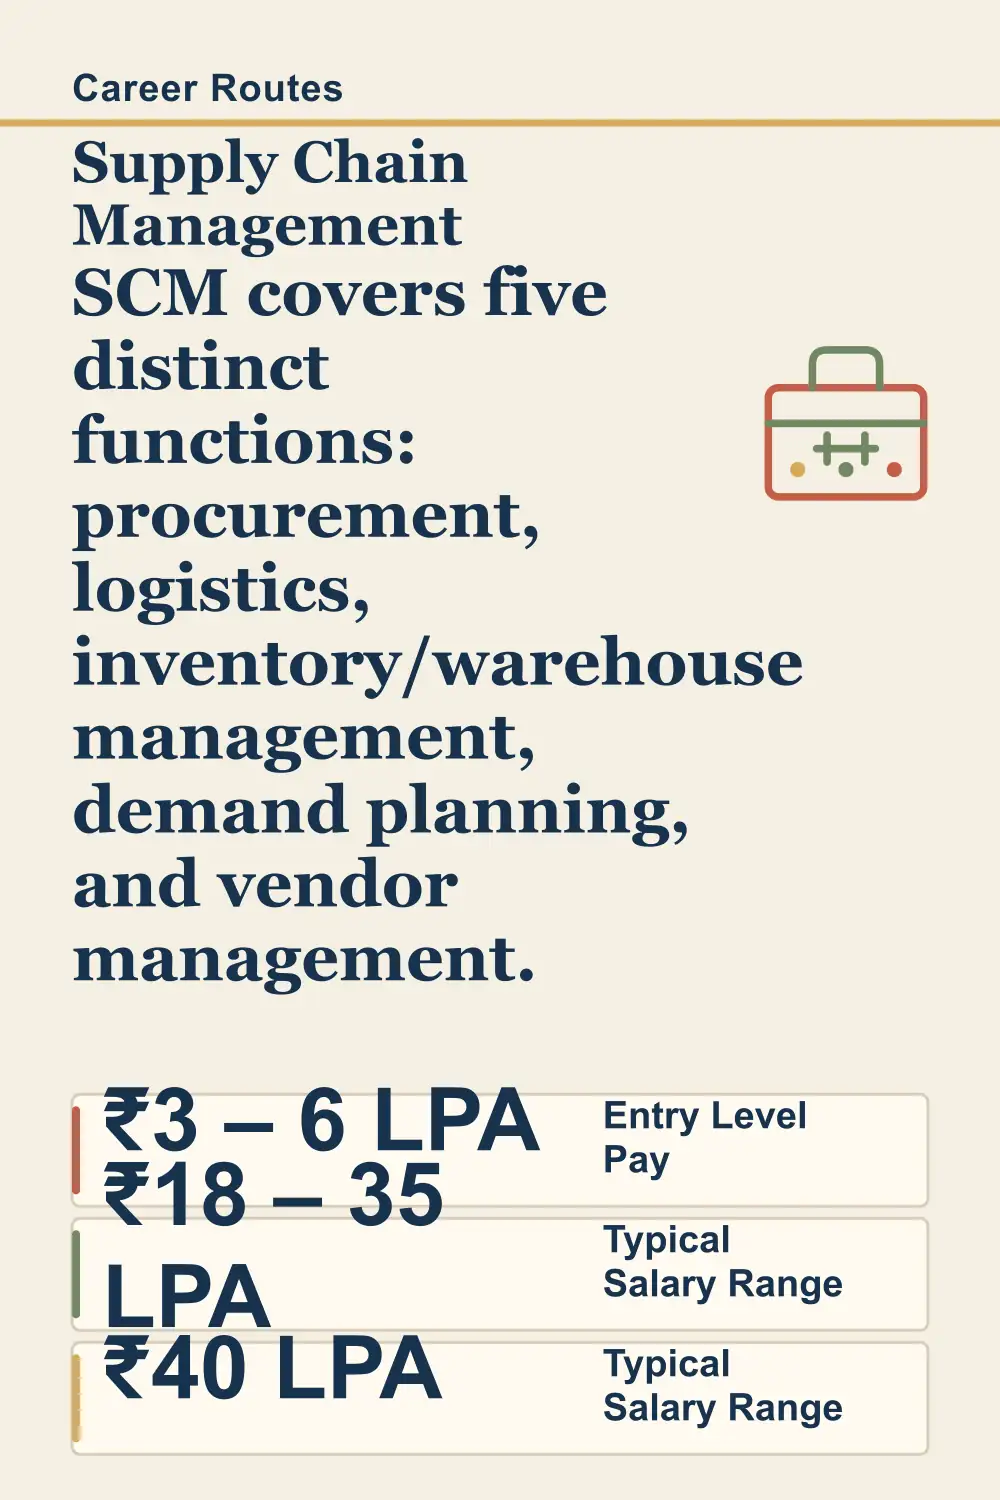 Career Routes
Supply Chain
Management
SCM covers five
distinct
functions:
procurement,
logistics,
inventory/warehouse
management,
demand planning,
and vendor
management.
₹3 – 6 LPA
Entry Level
Pay
₹18 – 35
LPA
Typical
Salary Range
₹40 LPA
Typical
Salary Range